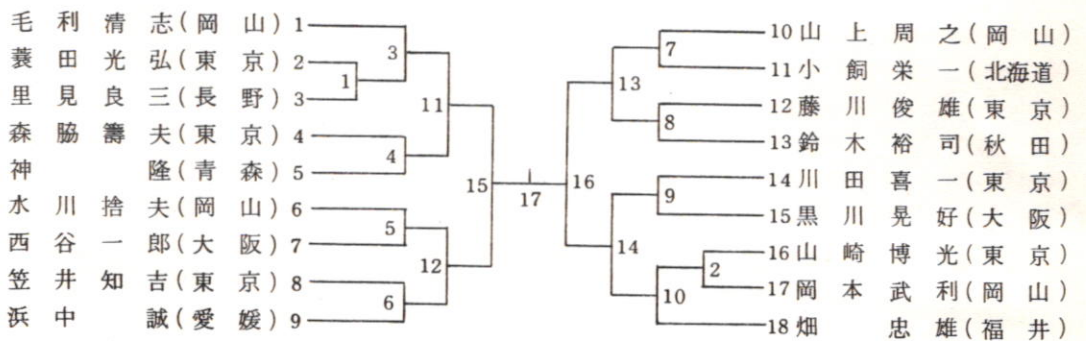 毛利清志(岡山) 1
蓑田光弘(東京) 2
里見良三(長野) 3
森脇籌夫(東京) 4
神隆(青森) 5
水川捨夫(岡山) 6
西谷一郎(大阪) 7
笠井知吉(東京) 8
浜中誠(愛媛) 9
1
3
4
11
5
6
12
15
17
16
13
7
8
14
9
2
10
10 山上周之(岡山)
11 小飼栄一(北海道)
12 藤川俊雄(東京)
13 鈴木裕司(秋田)
14 川田喜一(東京)
15 黒川晃好(大阪)
16 山崎博光(東京)
17 岡本武利(岡山)
18 畑忠雄(福井)